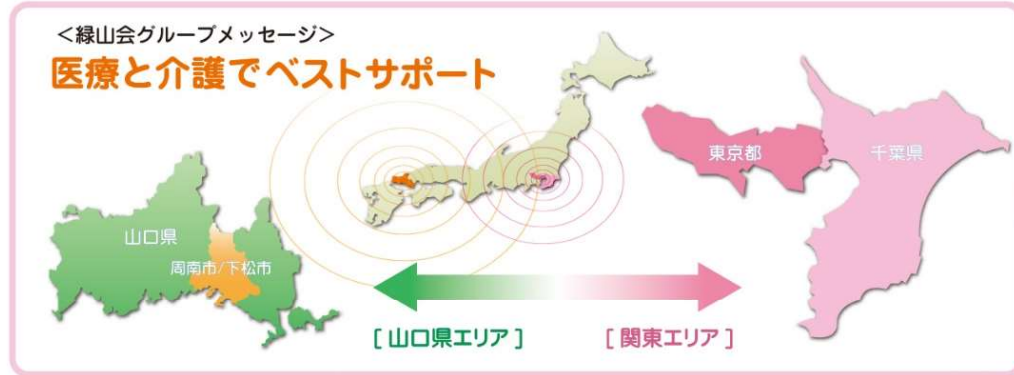 ＜緑山会グループメッセージ＞
医療と介護でベストサポート
東京都
千葉県
山口県
周南市/下松市
[ 山口県エリア ]
[ 関東エリア ]